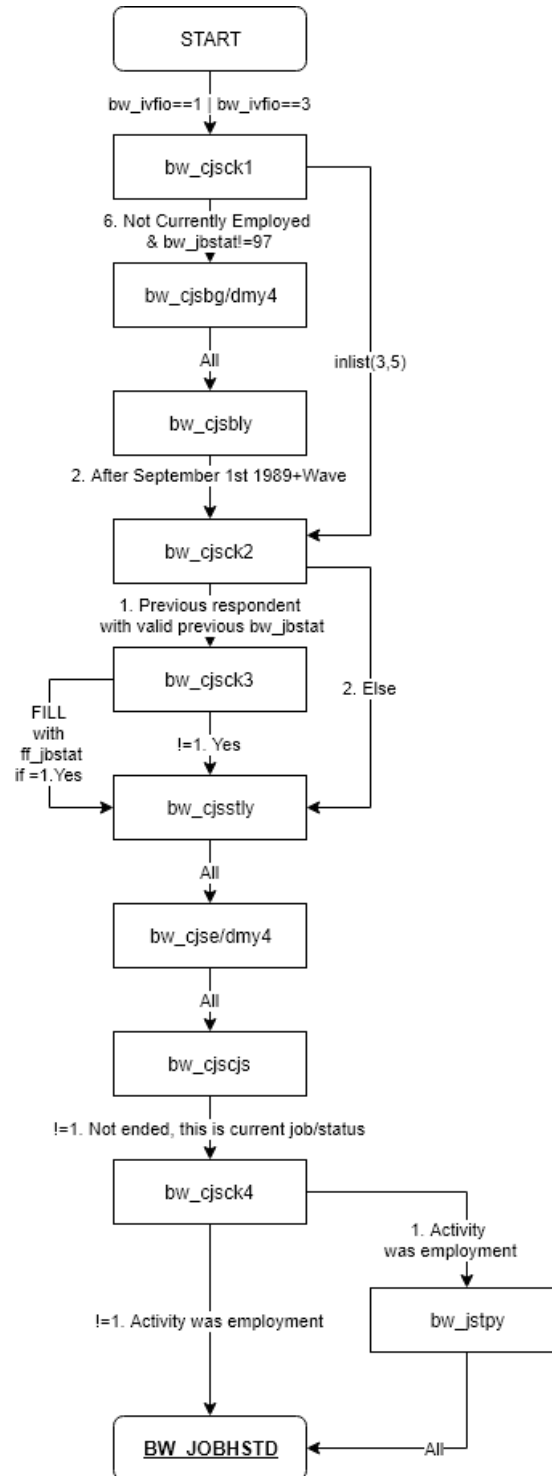 START
bw_ivfio==1 | bw_ivfio==3
bw_cjsck1
6. Not Currently Employed
& bw_jbstat!=97
bw_cjsbg/dmy4
inlist(3,5)
All
bw_cjsbly
2. After September 1st 1989+Wave
bw_cjsck2
1. Previous respondent
with valid previous bw_jbstat
bw_cjsck3
2. Else
FILL
with
ff_jbstat
if =1.Yes
!=1. Yes
bw_cjsstly
All
bw_cjse/dmy4
All
bw_cjscjs
!=1. Not ended, this is current job/status
bw_cjsck4
1. Activity
was employment
!=1. Activity was employment
bw_jstpy
BW_JOBHSTD
All